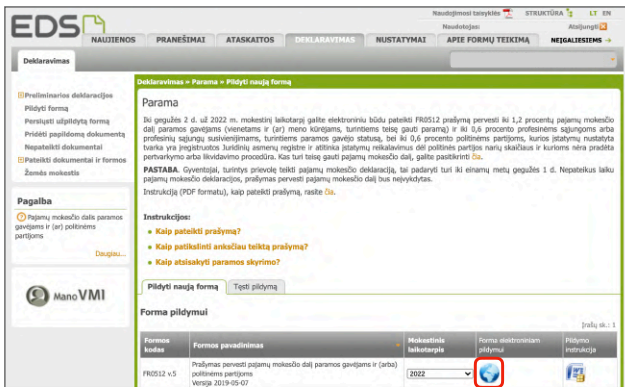 Naudojimosi taisyklės STRUKTŪRA LT EN
EDS
Naudotojas: Atsijungti
NAUJIENOS PRANEŠIMAI ATASKAITOS DEKLARAVIMAS NUSTATYMAI APIE FORMŲ TEIKIMĄ NEĮGALIESIEMS
Deklaravimas
Deklaravimas » Parama » Pildyti naują formą
Preliminarios deklaracijos
Pildyti formą
Persiųsti užpildytą formą
Pridėti papildomą dokumentą
Nepateikti dokumentai
Pateikti dokumentai ir formos
Žemės mokestis
Pagalba
Pajamų mokesčio dalis paramos
gavėjams ir (ar) politinėms
partijoms
Daugiau...
Mano VMI
Parama
Iki gegužės 2 d. už 2022 m. mokestinį laikotarpį galite elektroniniu būdu pateikti FR0512 prašymą pervesti iki 1,2 procentų pajamų mokesčio
dalį paramos gavėjams (vienetams ir (ar) meno kūrėjams, turintiems teisę gauti paramą) ir iki 0,6 procento profesinėms sąjungoms arba
profesinių sąjungų susivienijimams, turintiems paramos gavėjo statusą, bei iki 0,6 procento politinėms partijoms, kurios įstatymų nustatyta
tvarka yra įregistruotos Juridinių asmenų registre ir atitinka įstatymų reikalavimus dėl politinės partijos narių skaičiaus ir kurioms nėra pradėta
pertvarkymo arba likvidavimo procedūra. Kas turi teisę gauti pajamų mokesčio dalį, galite pasitikrinti čia.
PASTABA. Gyventojai, turintys prievolę teikti pajamų mokesčio deklaraciją, tai padaryti turi iki einamų metų gegužės 1 d. Nepateikus laiku
pajamų mokesčio deklaracijos, prašymas pervesti pajamų mokesčio dalį bus neįvykdytas.
Instrukciją (PDF formatu), kaip pateikti prašymą, rasite čia.
Instrukcijos:
Kaip pateikti prašymą?
Kaip patikslinti anksčiau teiktą prašymą?
Kaip atsisakyti paramos skyrimo?
Pildyti naują formą Tęsti pildymą
Forma pildymui
Įrašų sk.: 1
Formos kodas Formos pavadinimas Mokestinis laikotarpis Forma elektroniniam pildymui Pildymo instrukcija
Prašymas pervesti pajamų mokesčio dalį paramos gavėjams ir (arba)
FR0512 v.5 politinėms partijoms 2022
Versija 2019-05-07